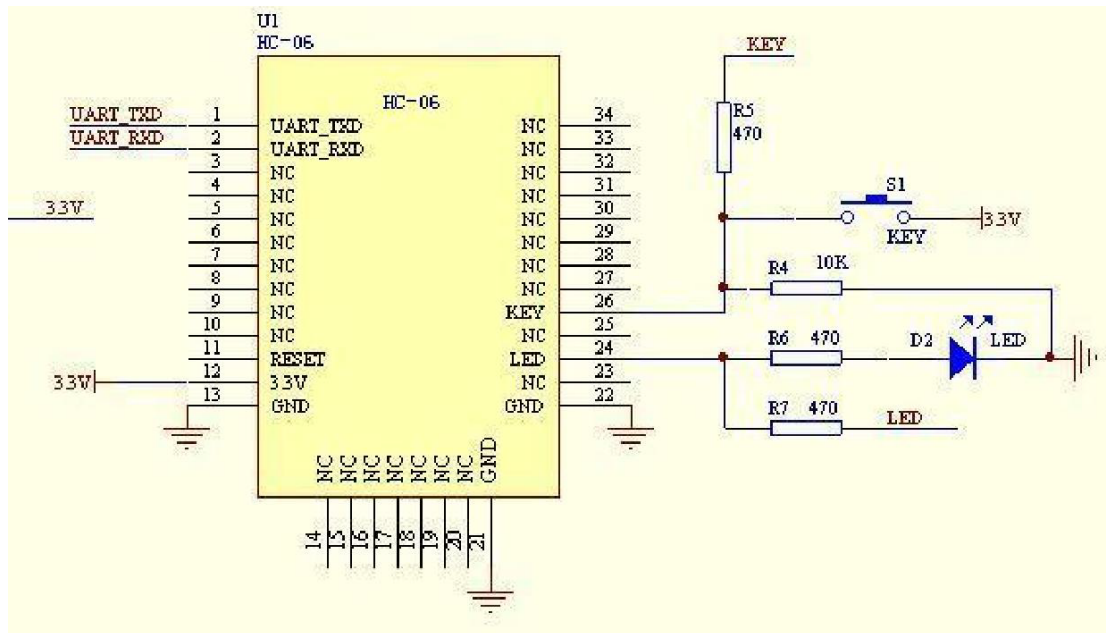 U1
HC-06
HC-06
UART_TXD 1 UART_TXD
UART_RXD 2 UART_RXD
3 NC
4 NC
5 NC
6 NC
7 NC
8 NC
9 NC
10 NC
11 RESET
12 33V
13 GND
33V
33V
NC 34
NC 33
NC 32
NC 31
NC 30
NC 29
NC 28
NC 27
KEY 26
NC 25
LED 24
NC 23
GND 22
NC NC NC NC NC NC NC GND
14 15 16 17 18 19 20 21
KEY
R5
470
S1
KEY
33V
R4 10K
R6 470
D2 LED
R7 470
LED